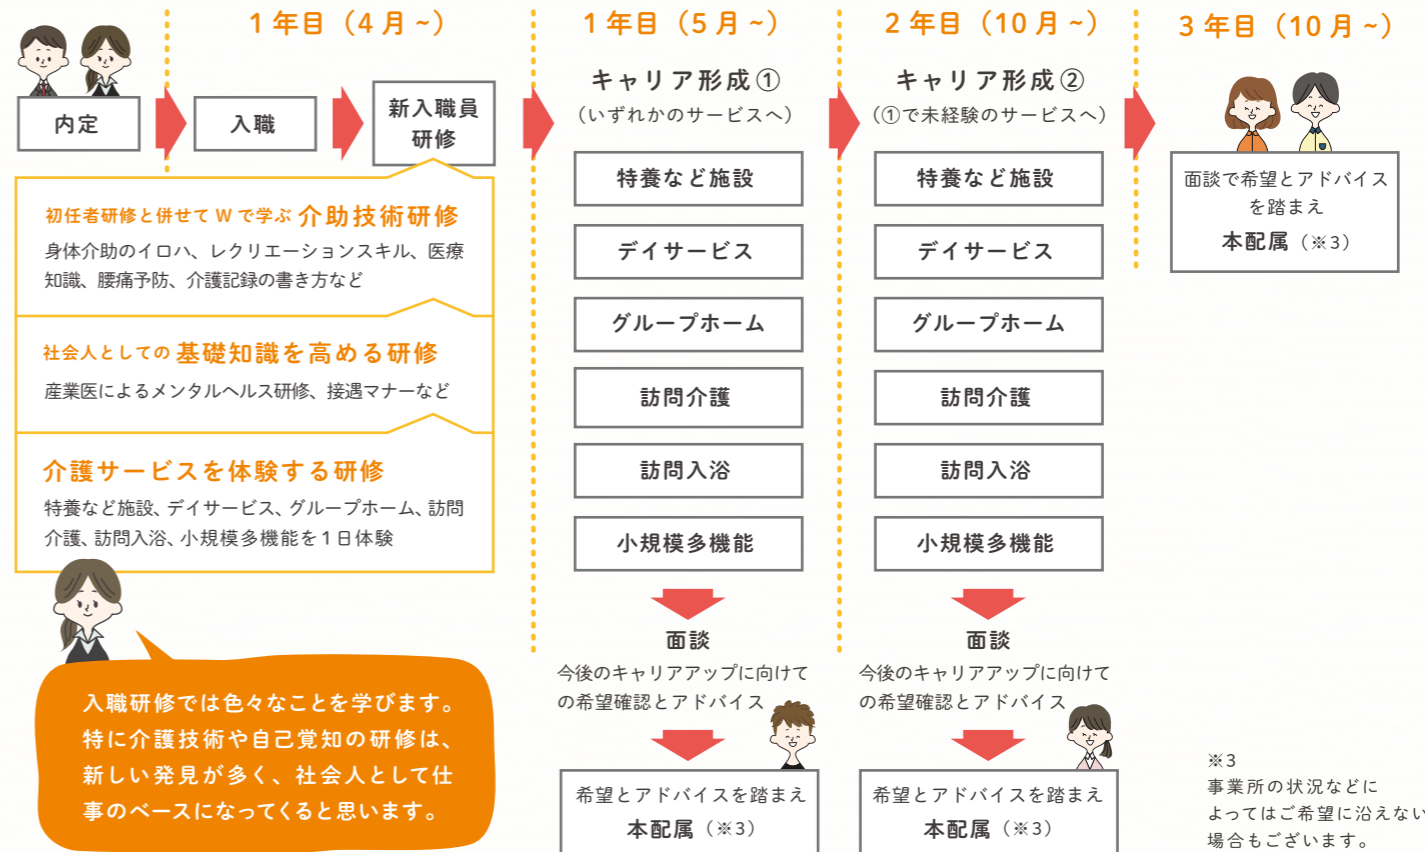 1年目（4月~）
内定
入職
新入職員
研修
初任者研修と併せてWで学ぶ 介助技術研修
身体介助のイロハ、レクリエーションスキル、医療
知識、腰痛予防、介護記録の書き方など
社会人としての 基礎知識を高める研修
産業医によるメンタルヘルス研修、接遇マナーなど
介護サービスを体験する研修
特養など施設、デイサービス、グループホーム、訪問
介護、訪問入浴、小規模多機能を1日体験
入職研修では色々なことを学びます。
特に介護技術や自己覚知の研修は、
新しい発見が多く、社会人として仕
事のベースになってくると思います。
1年目（5月~）
キャリア形成①
（いずれかのサービスへ）
特養など施設
デイサービス
グループホーム
訪問介護
訪問入浴
小規模多機能
面談
今後のキャリアアップに向けて
の希望確認とアドバイス
希望とアドバイスを踏まえ
本配属（※3）
2年目（10月~）
キャリア形成②
（①で未経験のサービスへ）
特養など施設
デイサービス
グループホーム
訪問介護
訪問入浴
小規模多機能
面談
今後のキャリアアップに向けて
の希望確認とアドバイス
希望とアドバイスを踏まえ
本配属（※3）
3年目（10月~）
面談で希望とアドバイス
を踏まえ
本配属（※3）
※3
事業所の状況などに
よってはご希望に沿えない
場合もございます。